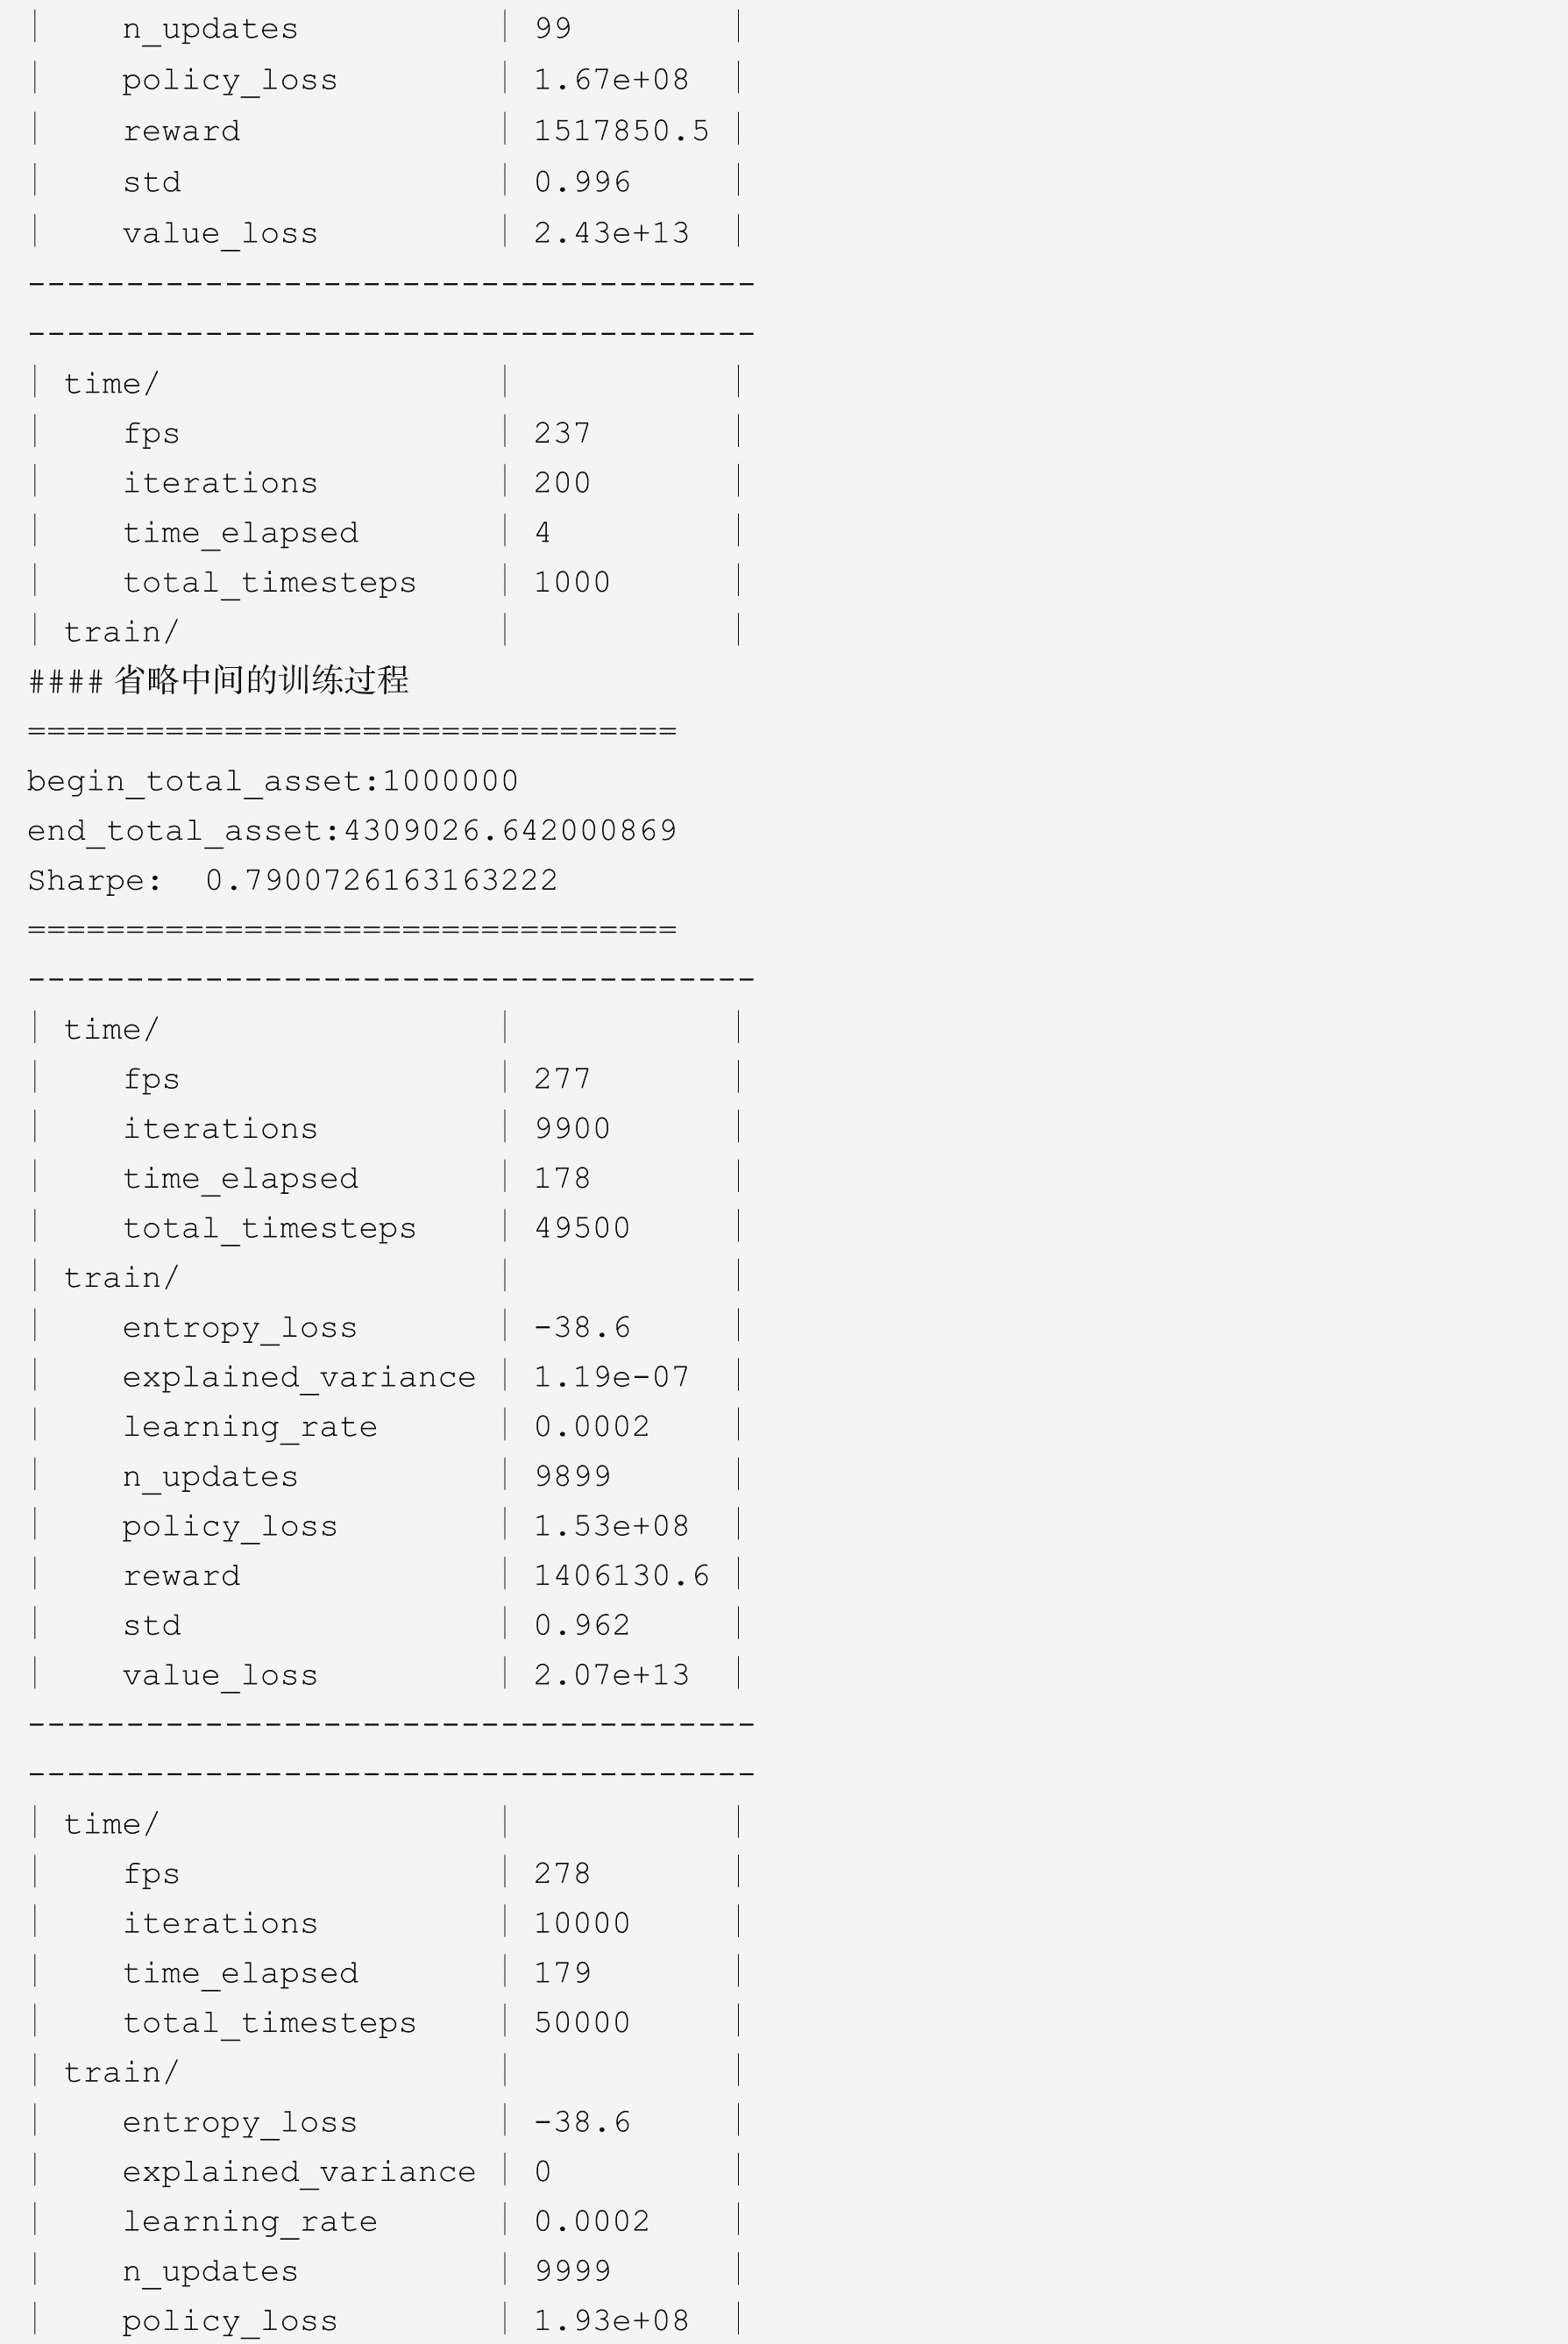 |    n_updates          | 99        |
|    policy_loss        | 1.67e+08  |
|    reward             | 1517850.5 |
|    std                | 0.996     |
|    value_loss         | 2.43e+13  |
-------------------------------------
-------------------------------------
| time/                 |           |
|    fps                | 237       |
|    iterations         | 200       |
|    time_elapsed       | 4         |
|    total_timesteps    | 1000      |
| train/                |           |
#### 省略中间的训练过程
=================================
begin_total_asset:1000000
end_total_asset:4309026.642000869
Sharpe:  0.7900726163163222
=================================
-------------------------------------
| time/                 |           |
|    fps                | 277       |
|    iterations         | 9900      |
|    time_elapsed       | 178       |
|    total_timesteps    | 49500     |
| train/                |           |
|    entropy_loss       | -38.6     |
|    explained_variance | 1.19e-07  |
|    learning_rate      | 0.0002    |
|    n_updates          | 9899      |
|    policy_loss        | 1.53e+08  |
|    reward             | 1406130.6 |
|    std                | 0.962     |
|    value_loss         | 2.07e+13  |
-------------------------------------
-------------------------------------
| time/                 |           |
|    fps                | 278       |
|    iterations         | 10000     |
|    time_elapsed       | 179       |
|    total_timesteps    | 50000     |
| train/                |           |
|    entropy_loss       | -38.6     |
|    explained_variance | 0         |
|    learning_rate      | 0.0002    |
|    n_updates          | 9999      |
|    policy_loss        | 1.93e+08  |